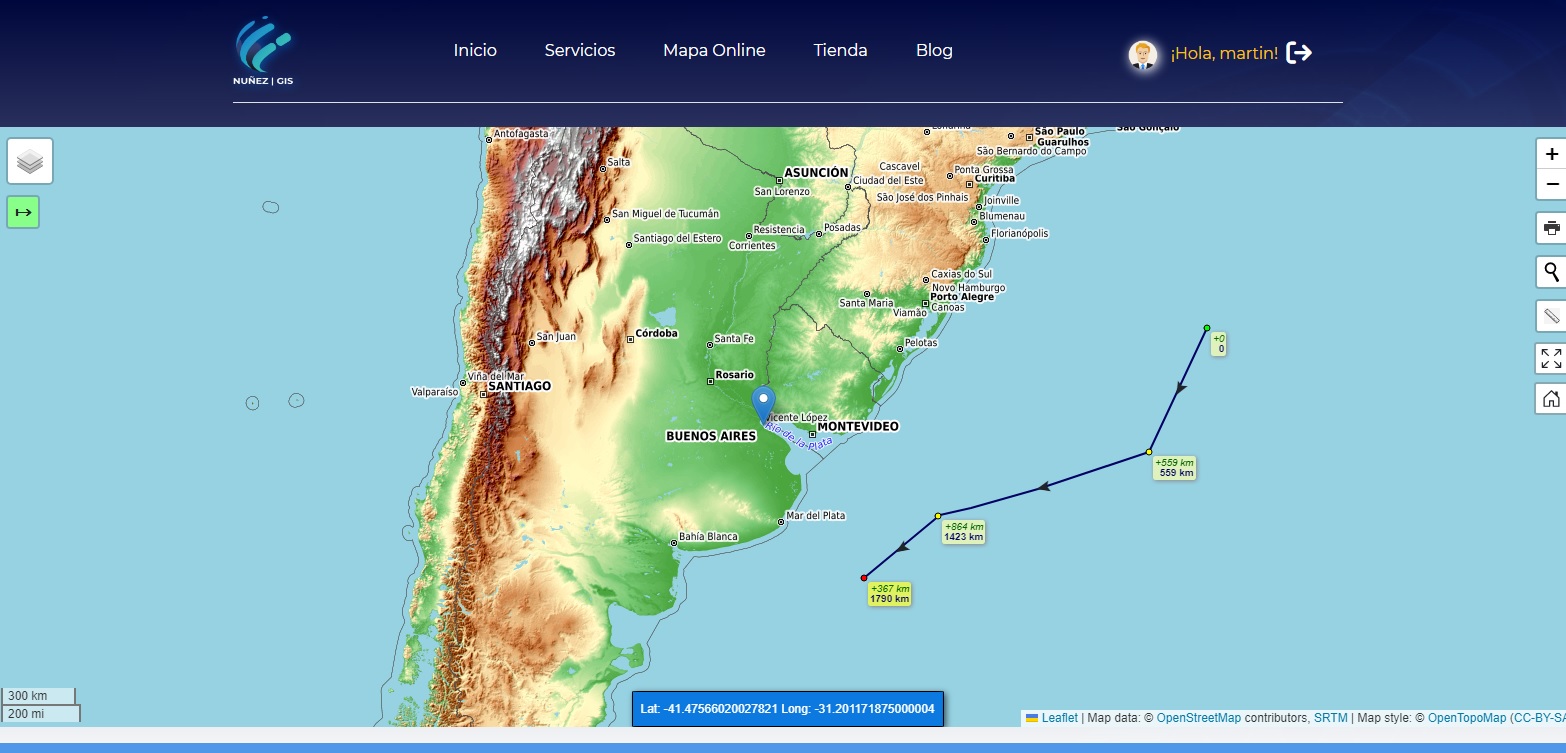 NUÑEZ | GIS
Inicio
Servicios
Mapa Online
Tienda
Blog
¡Hola, martin!
Antofagasta
Salta
San Miguel de Tucumán
Santiago del Estero
ASUNCIÓN
San Lorenzo
Resistencia
Corrientes
Posadas
Ciudad del Este
Cascavel
São José dos Pinhais
Londrina
São Paulo
Guarulhos
São Bernardo do Campo
São Gonçalo
Ponta Grossa
Curitiba
Joinville
Blumenau
Florianópolis
Caxias do Sul
Novo Hamburgo
Porto Alegre
Canoas
Viamão
Santa Maria
Pelotas
San Juan
Córdoba
Santa Fe
Rosario
Viña del Mar
Valparaíso
SANTIAGO
Vicente López
BUENOS AIRES
MONTEVIDEO
Río de la Plata
Mar del Plata
Bahía Blanca
+0
0
+559 km
559 km
+864 km
1423 km
+367 km
1790 km
+
−
300 km
200 mi
Lat: -41.47566020027821 Long: -31.201171875000004
Leaflet | Map data: © OpenStreetMap contributors, SRTM | Map style: © OpenTopoMap (CC-BY-SA